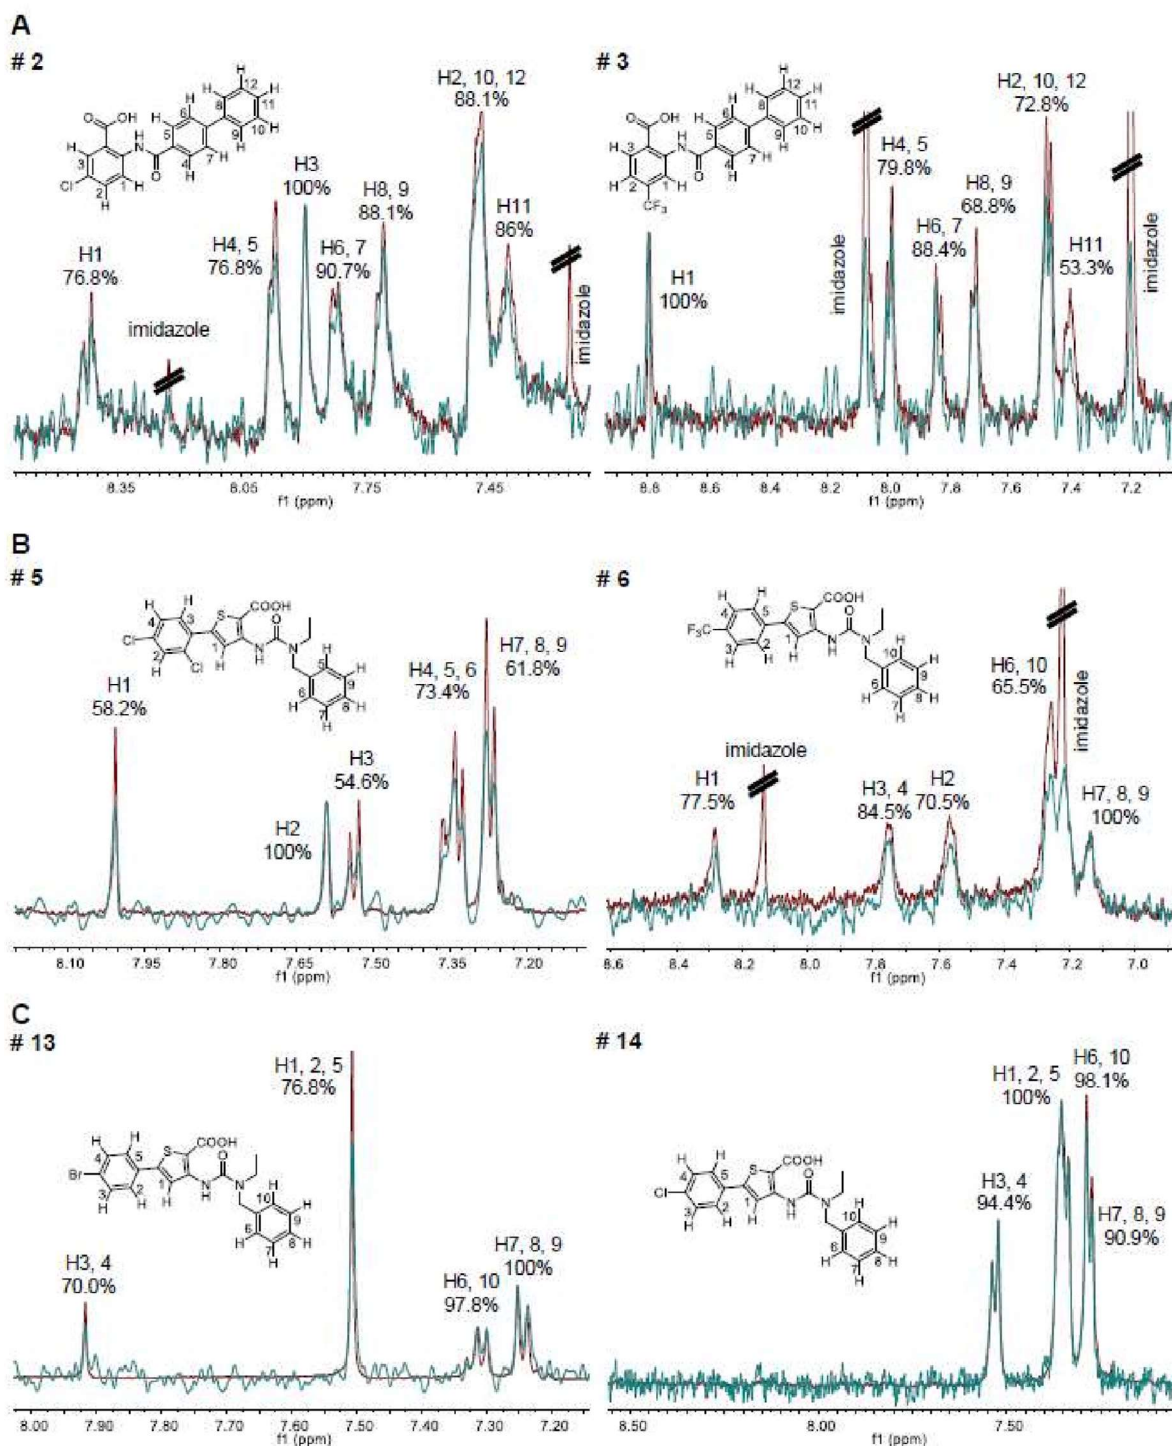 A
# 2
H2, 10, 12
88.1%
H3
100%
H8, 9
88.1%
H11
86%
H1
76.8%
H4, 5
76.8%
H6, 7
90.7%
imidazole
imidazole
8.35 8.05 7.75 7.45
f1 (ppm)
# 3
H2, 10, 12
72.8%
H4, 5
79.8%
H8, 9
68.8%
H6, 7
88.4%
H11
53.3%
H1
100%
imidazole
imidazole
8.8 8.6 8.4 8.2 8.0 7.8 7.6 7.4 7.2
f1 (ppm)
B
# 5
H7, 8, 9
61.8%
H4, 5, 6
73.4%
H1
58.2%
H3
54.6%
H2
100%
8.10 7.95 7.80 7.65 7.50 7.35 7.20
f1 (ppm)
# 6
H6, 10
65.5%
imidazole
imidazole
H1
77.5%
H3, 4
84.5%
H2
70.5%
H7, 8, 9
100%
8.6 8.4 8.2 8.0 7.8 7.6 7.4 7.2 7.0
f1 (ppm)
C
# 13
H1, 2, 5
76.8%
H3, 4
70.0%
H6, 10
97.8%
H7, 8, 9
100%
8.00 7.90 7.80 7.70 7.60 7.50 7.40 7.30 7.20
f1 (ppm)
# 14
H6, 10
98.1%
H1, 2, 5
100%
H3, 4
94.4%
H7, 8, 9
90.9%
8.50 8.00 7.50
f1 (ppm)